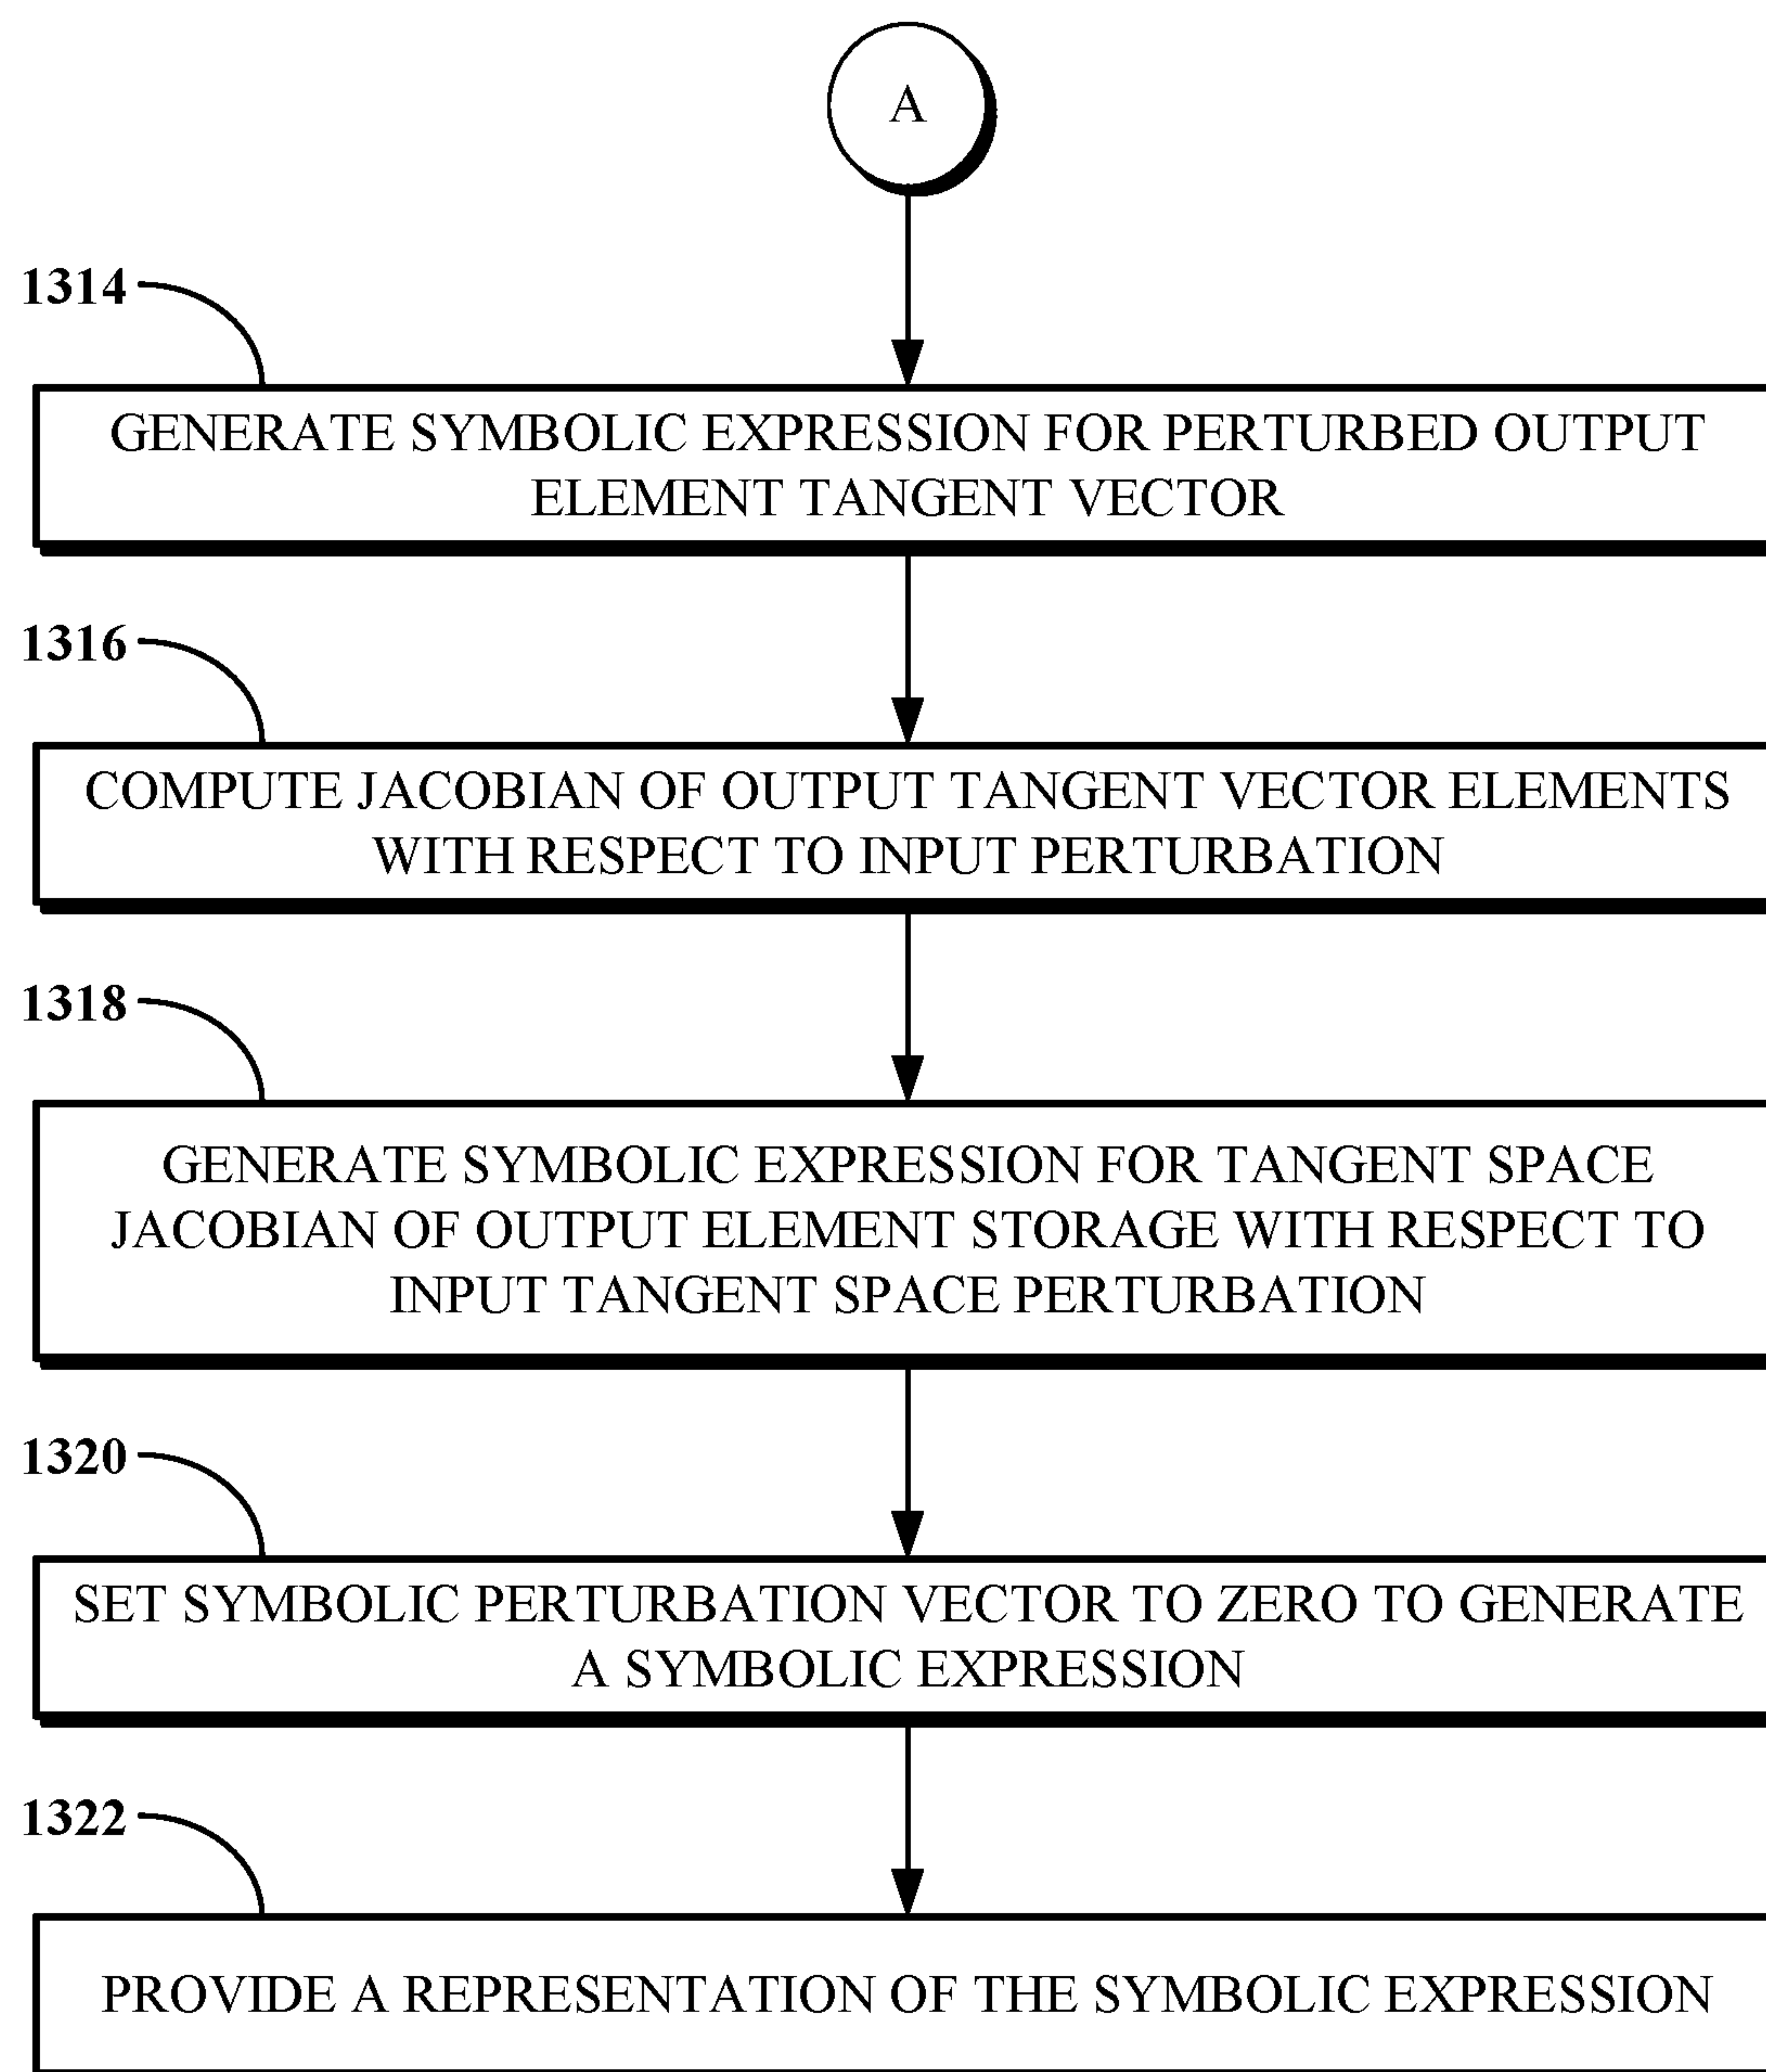 A
1314
GENERATE SYMBOLIC EXPRESSION FOR PERTURBED OUTPUT
ELEMENT TANGENT VECTOR
1316
COMPUTE JACOBIAN OF OUTPUT TANGENT VECTOR ELEMENTS
WITH RESPECT TO INPUT PERTURBATION
1318
GENERATE SYMBOLIC EXPRESSION FOR TANGENT SPACE
JACOBIAN OF OUTPUT ELEMENT STORAGE WITH RESPECT TO
INPUT TANGENT SPACE PERTURBATION
1320
SET SYMBOLIC PERTURBATION VECTOR TO ZERO TO GENERATE
A SYMBOLIC EXPRESSION
1322
PROVIDE A REPRESENTATION OF THE SYMBOLIC EXPRESSION